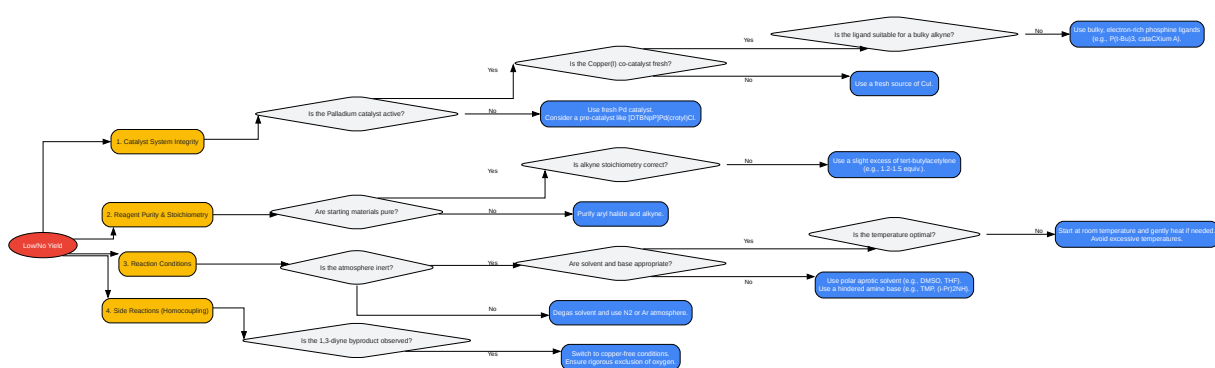 Low/No Yield
1. Catalyst System Integrity
Is the Palladium catalyst active?
Yes
Is the Copper(I) co-catalyst fresh?
Yes
Is the ligand suitable for a bulky alkyne?
No
Use bulky, electron-rich phosphine ligands
(e.g., P(t-Bu)3, cataCXium A).
No
Use a fresh source of CuI.
No
Use fresh Pd catalyst.
Consider a pre-catalyst like [DTBNpP]Pd(crotyl)Cl.
2. Reagent Purity & Stoichiometry
Are starting materials pure?
Yes
Is alkyne stoichiometry correct?
No
Use a slight excess of tert-butylacetylene
(e.g., 1.2-1.5 equiv.).
No
Purify aryl halide and alkyne.
3. Reaction Conditions
Is the atmosphere inert?
Yes
Are solvent and base appropriate?
Yes
Is the temperature optimal?
No
Start at room temperature and gently heat if needed.
Avoid excessive temperatures.
No
Use polar aprotic solvent (e.g., DMSO, THF).
Use a hindered amine base (e.g., TMP, (i-Pr)2NH).
No
Degas solvent and use N2 or Ar atmosphere.
4. Side Reactions (Homocoupling)
Is the 1,3-diyne byproduct observed?
Yes
Switch to copper-free conditions.
Ensure rigorous exclusion of oxygen.